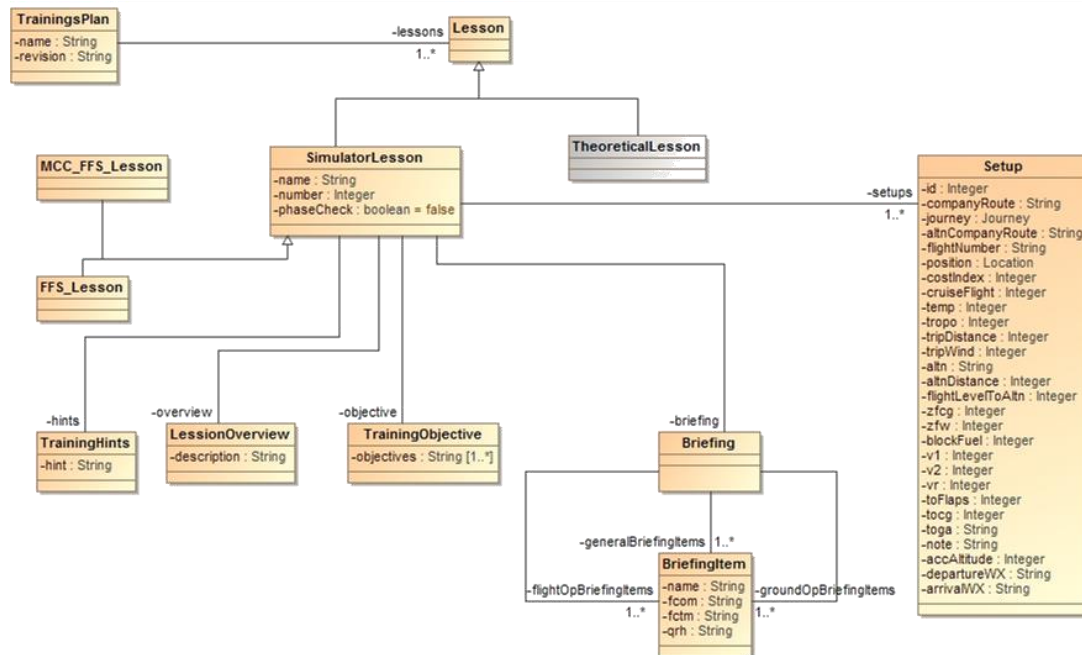 TrainingsPlan
-name : String
-revision : String
-lessons
1..*
Lesson
MCC_FFS_Lesson
FFS_Lesson
SimulatorLesson
-name : String
-number : Integer
-phaseCheck : boolean = false
TheoreticalLesson
-setups
1..*
Setup
-id : Integer
-companyRoute : String
-journey : Journey
-altnCompanyRoute : String
-flightNumber : String
-position : Location
-costIndex : Integer
-cruiseFlight : Integer
-temp : Integer
-tropo : Integer
-tripDistance : Integer
-tripWind : Integer
-altn : String
-altnDistance : Integer
-flightLevelToAltn : Integer
-zfcg : Integer
-zfw : Integer
-blockFuel : Integer
-v1 : Integer
-v2 : Integer
-vr : Integer
-toFlaps : Integer
-tocg : Integer
-toga : String
-note : String
-accAltitude : Integer
-departureWX : String
-arrivalWX : String
-hints
TrainingHints
-hint : String
-overview
LessionOverview
-description : String
-objective
TrainingObjective
-objectives : String [1..*]
-briefing
Briefing
-generalBriefingItems
1..*
-flightOpBriefingItems
1..*
BriefingItem
-name : String
-fcom : String
-fctm : String
-qrh : String
-groundOpBriefingItems
1..*